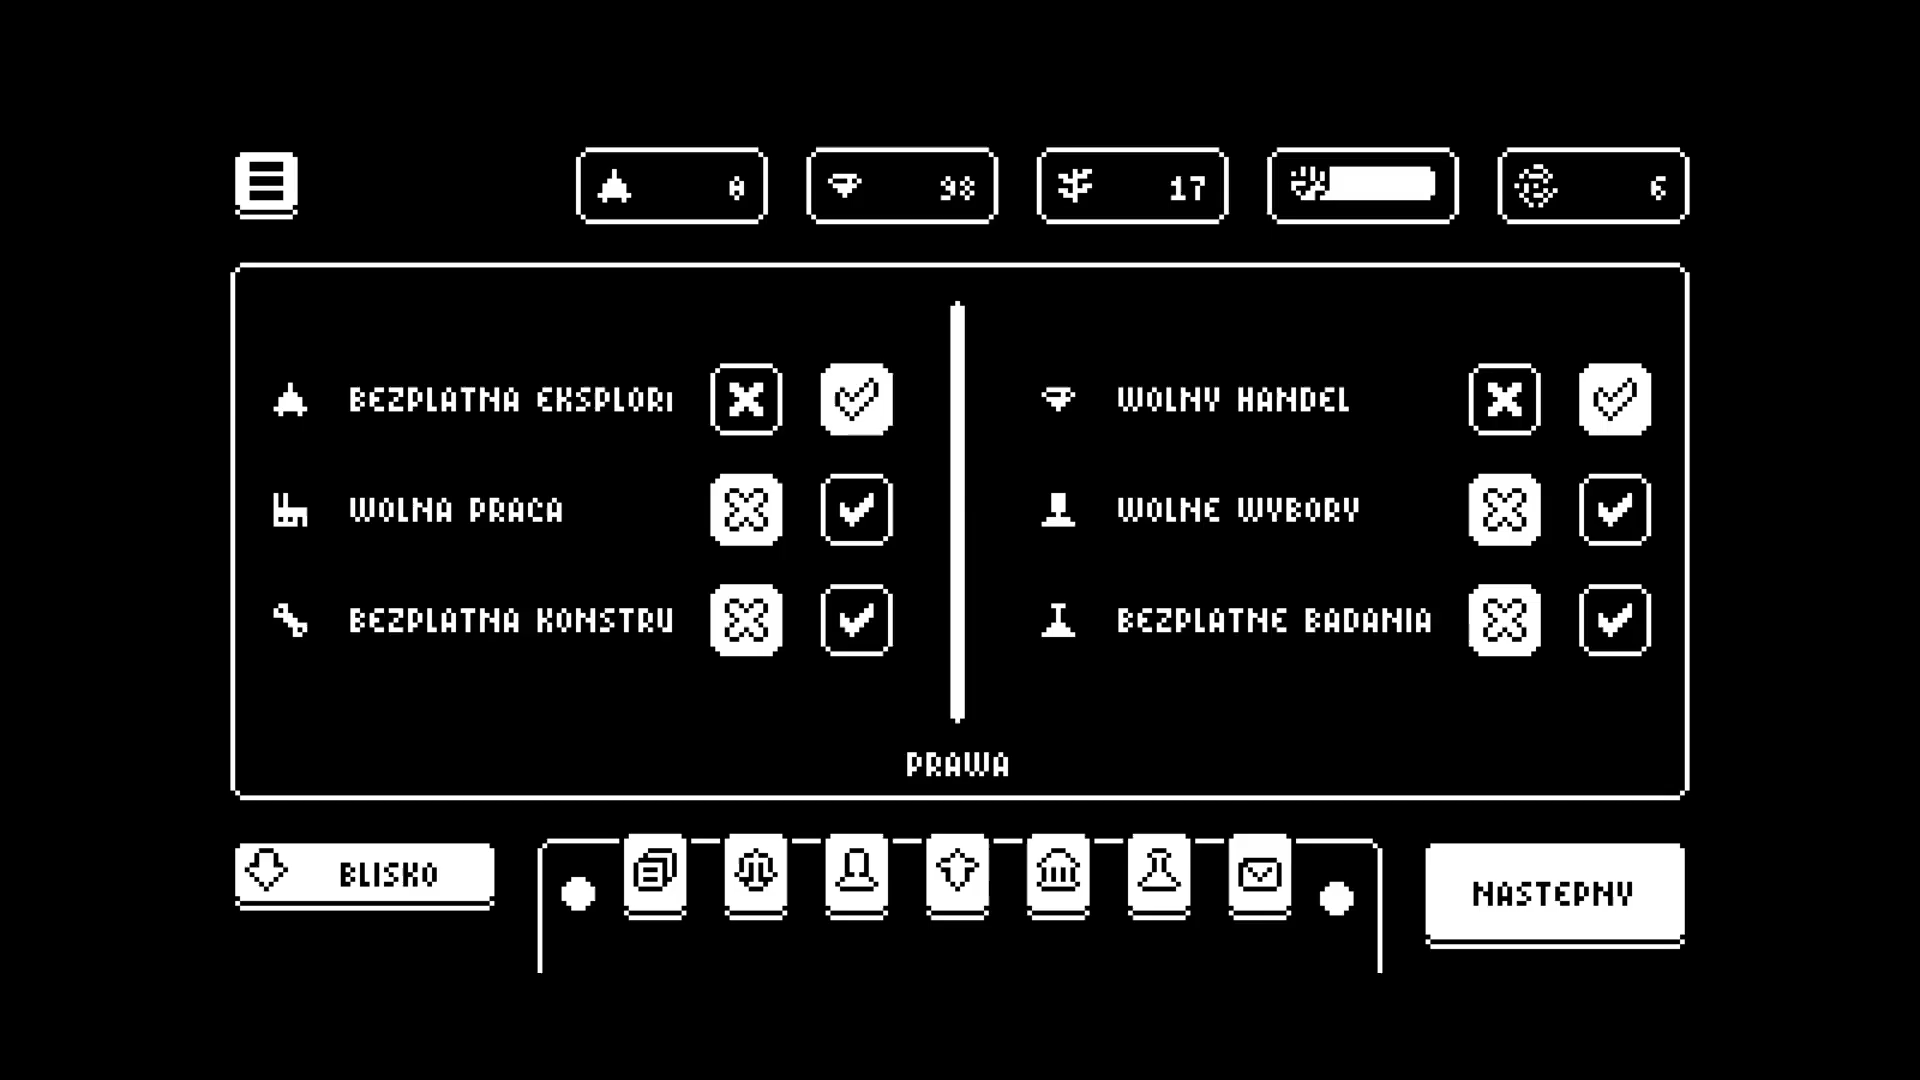 0 98 17 6
BEZPLATNA EKSPLORI WOLNY HANDEL
WOLNA PRACA WOLNE WYBORY
BEZPLATNA KONSTRU BEZPLATNE BADANIA
PRAWA
BLISKO NASTEPNY